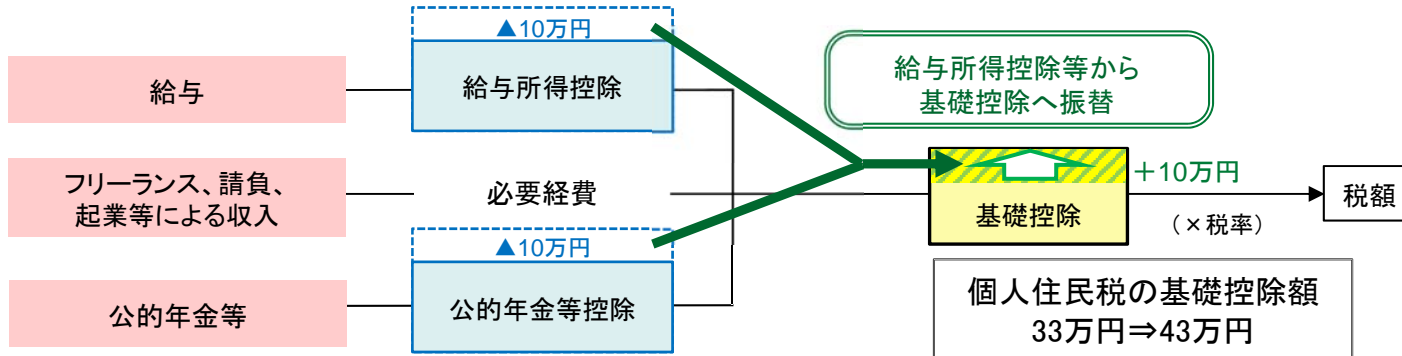 ▲10万円
給与
給与所得控除
給与所得控除等から
基礎控除へ振替
フリーランス、請負、
起業等による収入
必要経費
＋10万円
基礎控除
（×税率）
税額
▲10万円
公的年金等
公的年金等控除
個人住民税の基礎控除額
33万円⇒43万円